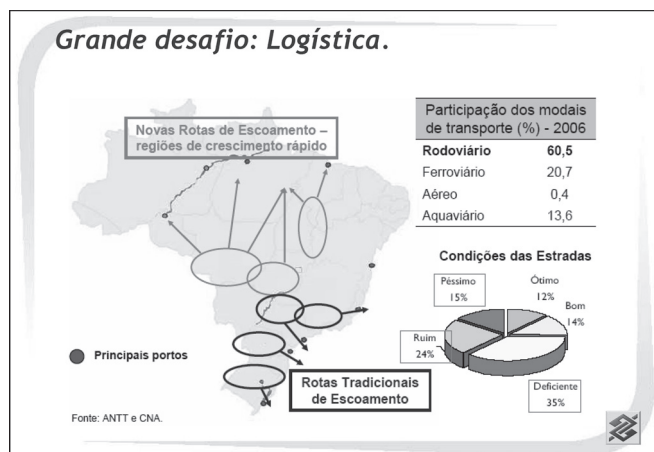 Grande desafio: Logística.
Novas Rotas de Escoamento –
regiões de crescimento rápido
Participação dos modais
de transporte (%) - 2006
Rodoviário 60,5
Ferroviário 20,7
Aéreo 0,4
Aquaviário 13,6
Condições das Estradas
Péssimo
15%
Ótimo
12%
Bom
14%
Ruim
24%
Deficiente
35%
Principais portos
Rotas Tradicionais
de Escoamento
Fonte: ANTT e CNA.